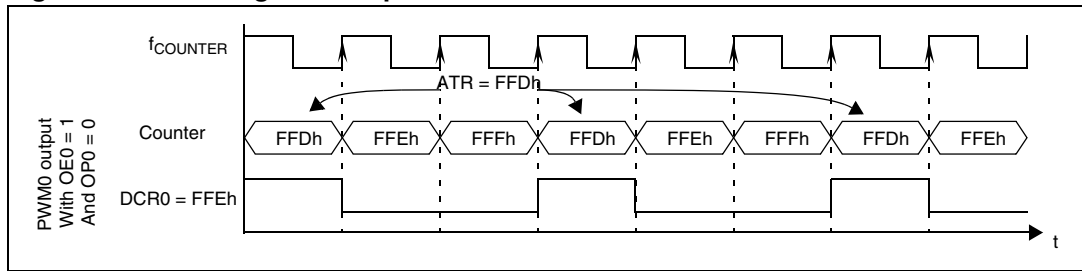 fCOUNTER
ATR = FFDh
Counter
FFDh FFEh FFFh FFDh FFEh FFFh FFDh FFEh
PWM0 output
With OE0 = 1
And OP0 = 0
DCR0 = FFEh
t